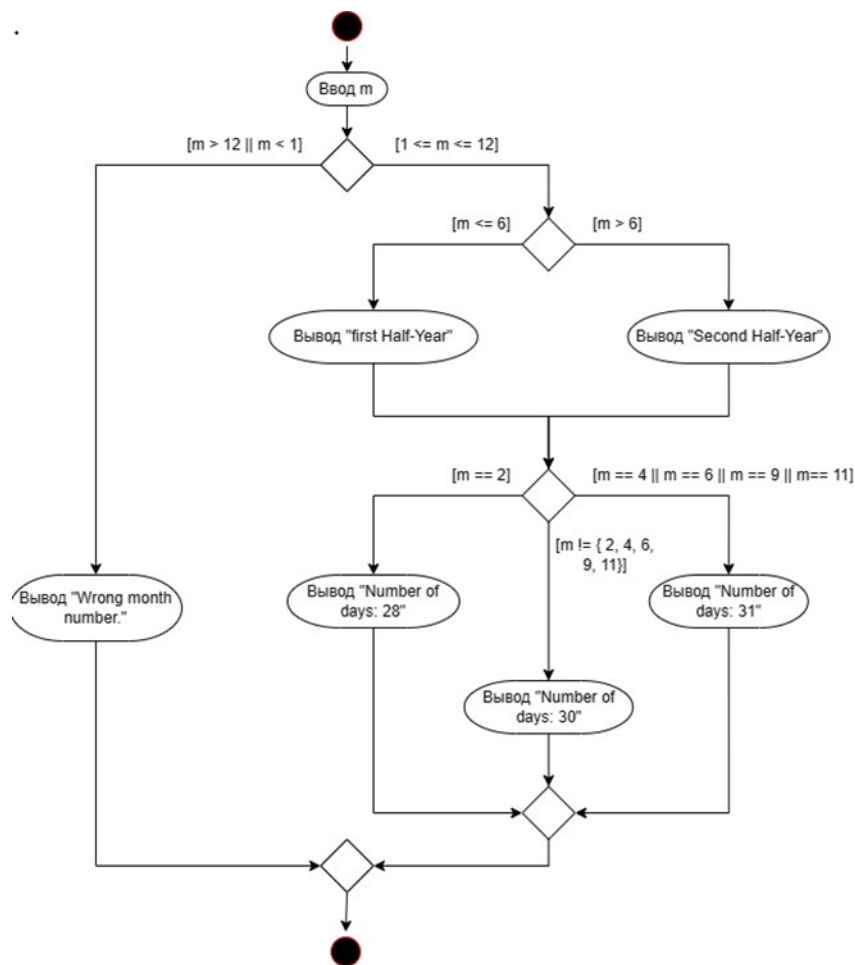 Ввод m
[m > 12 || m < 1]
[1 <= m <= 12]
[m <= 6]
[m > 6]
Вывод "first Half-Year"
Вывод "Second Half-Year"
[m == 2]
[m == 4 || m == 6 || m == 9 || m== 11]
[m != { 2, 4, 6,
9, 11}]
Вывод "Wrong month
number."
Вывод "Number of
days: 28"
Вывод "Number of
days: 31"
Вывод "Number of
days: 30"